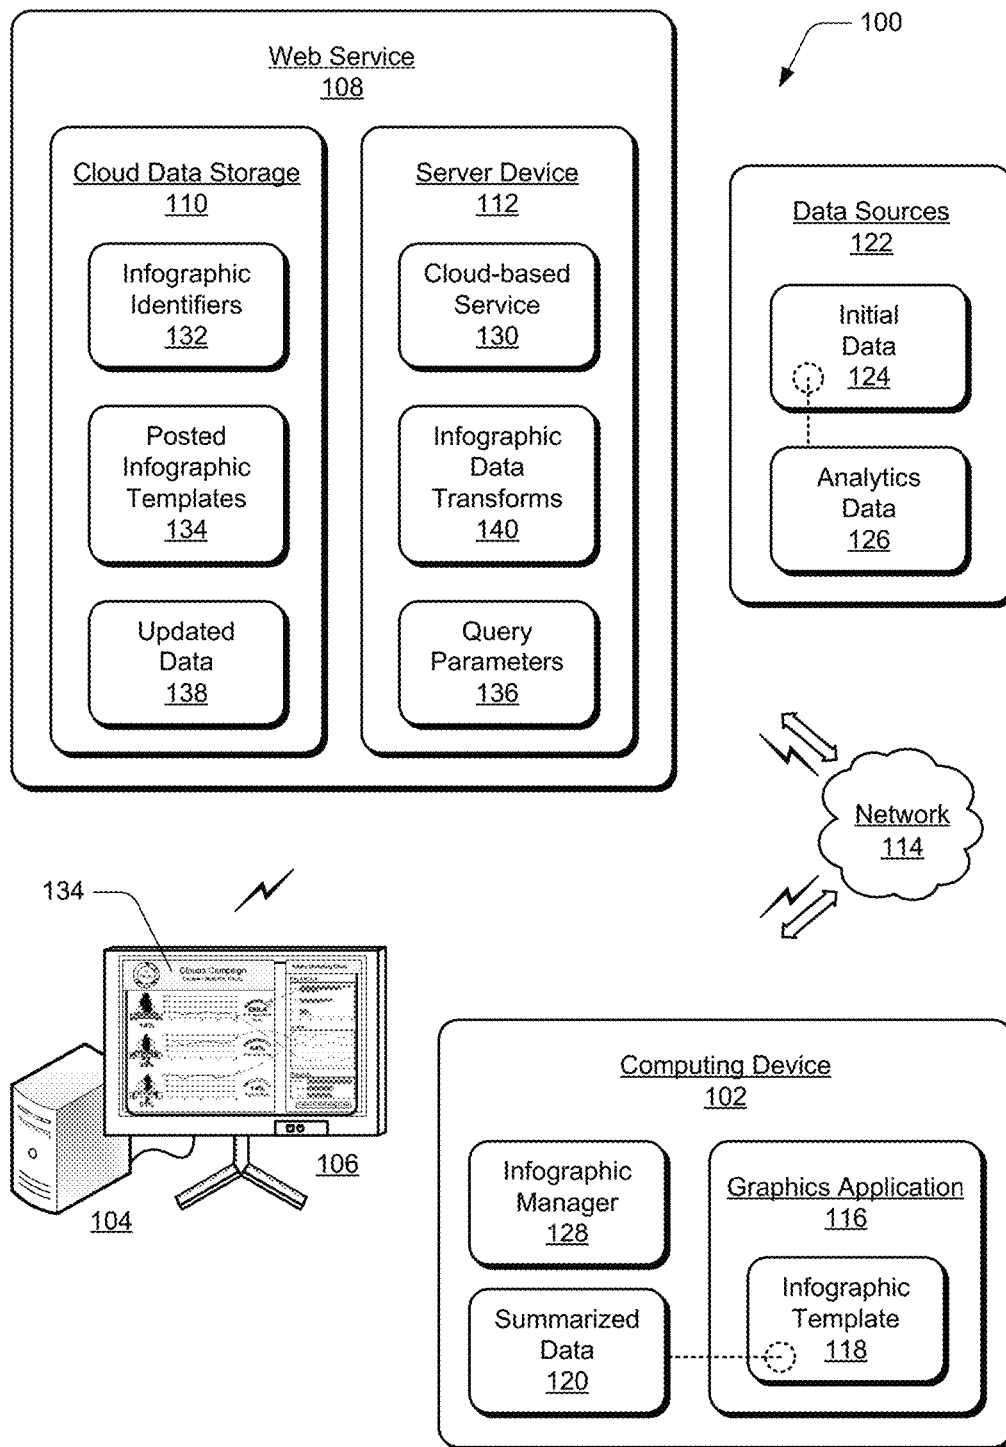 100
Web Service
108
Cloud Data Storage
110
Infographic
Identifiers
132
Posted
Infographic
Templates
134
Updated
Data
138
Server Device
112
Cloud-based
Service
130
Infographic
Data
Transforms
140
Query
Parameters
136
Data Sources
122
Initial
Data
124
Analytics
Data
126
Network
114
134
Clouds Campaign
106
104
Computing Device
102
Infographic
Manager
128
Summarized
Data
120
Graphics Application
116
Infographic
Template
118